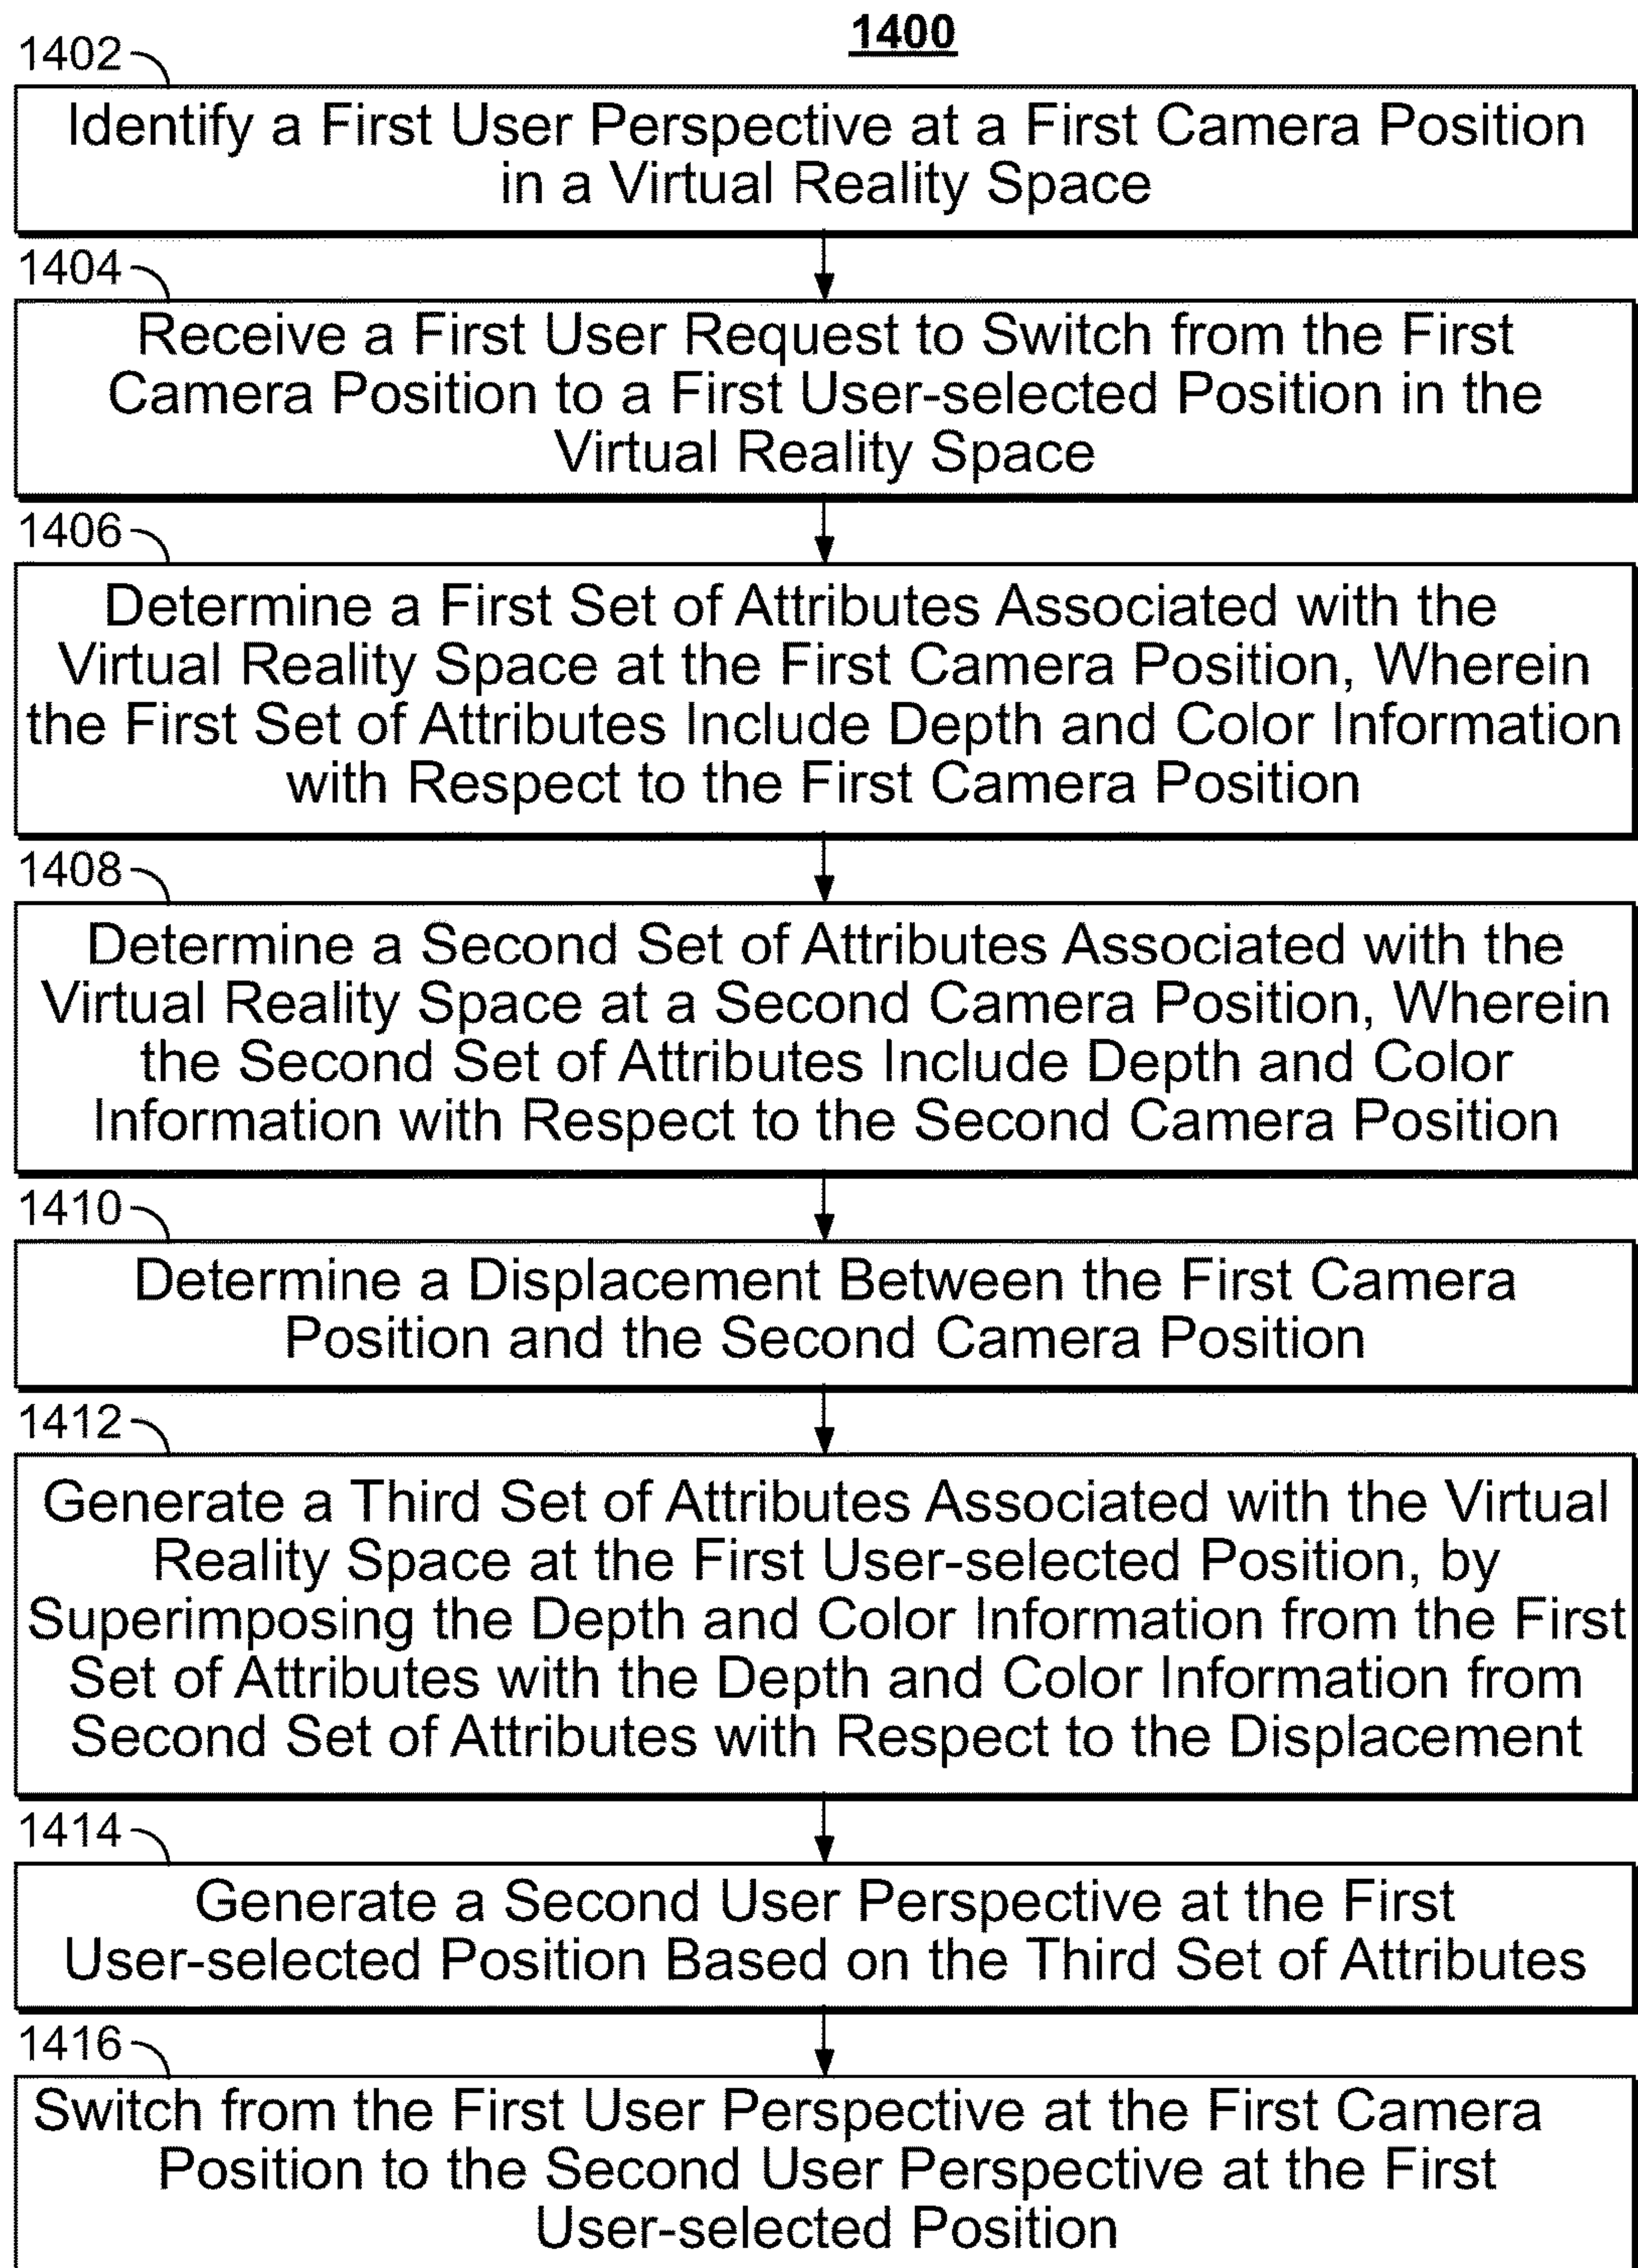 1400
1402
Identify a First User Perspective at a First Camera Position
in a Virtual Reality Space
1404
Receive a First User Request to Switch from the First
Camera Position to a First User-selected Position in the
Virtual Reality Space
1406
Determine a First Set of Attributes Associated with the
Virtual Reality Space at the First Camera Position, Wherein
the First Set of Attributes Include Depth and Color Information
with Respect to the First Camera Position
1408
Determine a Second Set of Attributes Associated with the
Virtual Reality Space at a Second Camera Position, Wherein
the Second Set of Attributes Include Depth and Color
Information with Respect to the Second Camera Position
1410
Determine a Displacement Between the First Camera
Position and the Second Camera Position
1412
Generate a Third Set of Attributes Associated with the Virtual
Reality Space at the First User-selected Position, by
Superimposing the Depth and Color Information from the First
Set of Attributes with the Depth and Color Information from
Second Set of Attributes with Respect to the Displacement
1414
Generate a Second User Perspective at the First
User-selected Position Based on the Third Set of Attributes
1416
Switch from the First User Perspective at the First Camera
Position to the Second User Perspective at the First
User-selected Position